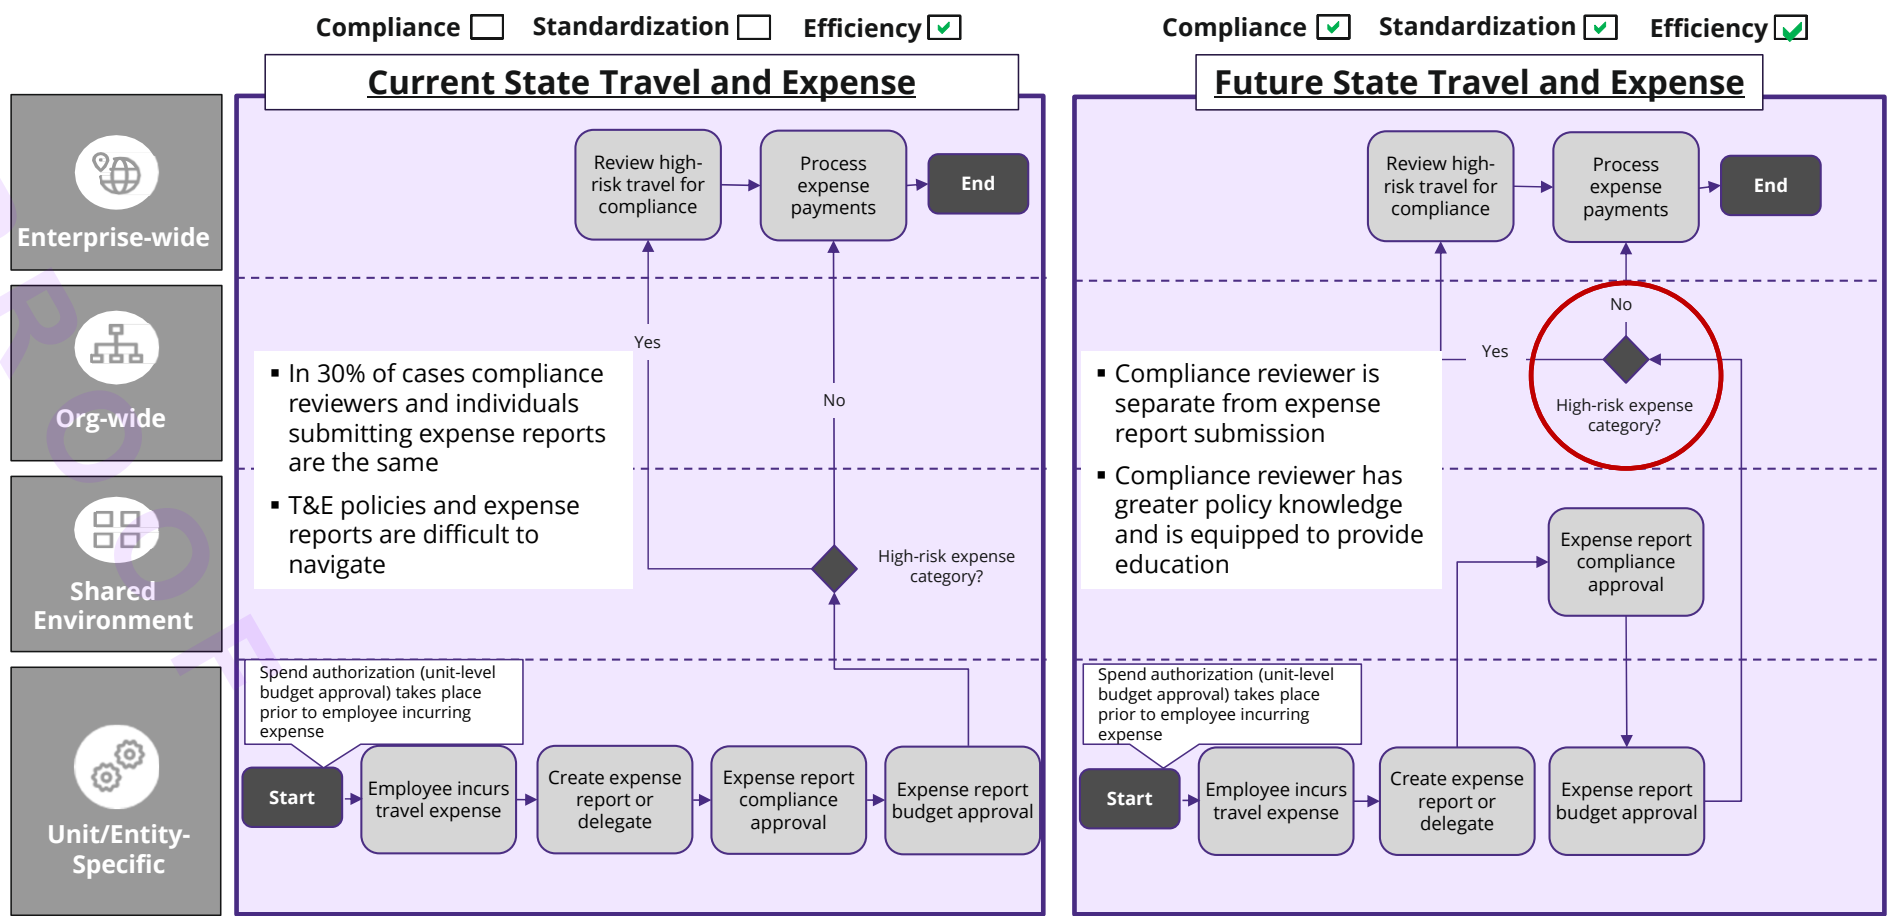 Compliance
Standardization
Efficiency
Compliance
Standardization
Efficiency
Current State Travel and Expense
Future State Travel and Expense
Enterprise-wide
Org-wide
Shared
Environment
Unit/Entity-
Specific
Review high-
risk travel for
compliance
Process
expense
payments
End
Yes
No
▪ In 30% of cases compliance
reviewers and individuals
submitting expense reports
are the same
▪ T&E policies and expense
reports are difficult to
navigate
High-risk expense
category?
Spend authorization (unit-level
budget approval) takes place
prior to employee incurring
expense
Start
Employee incurs
travel expense
Create expense
report or
delegate
Expense report
compliance
approval
Expense report
budget approval
Review high-
risk travel for
compliance
Process
expense
payments
End
No
Yes
High-risk expense
category?
▪ Compliance reviewer is
separate from expense
report submission
▪ Compliance reviewer has
greater policy knowledge
and is equipped to provide
education
Expense report
compliance
approval
Spend authorization (unit-level
budget approval) takes place
prior to employee incurring
expense
Start
Employee incurs
travel expense
Create expense
report or
delegate
Expense report
budget approval